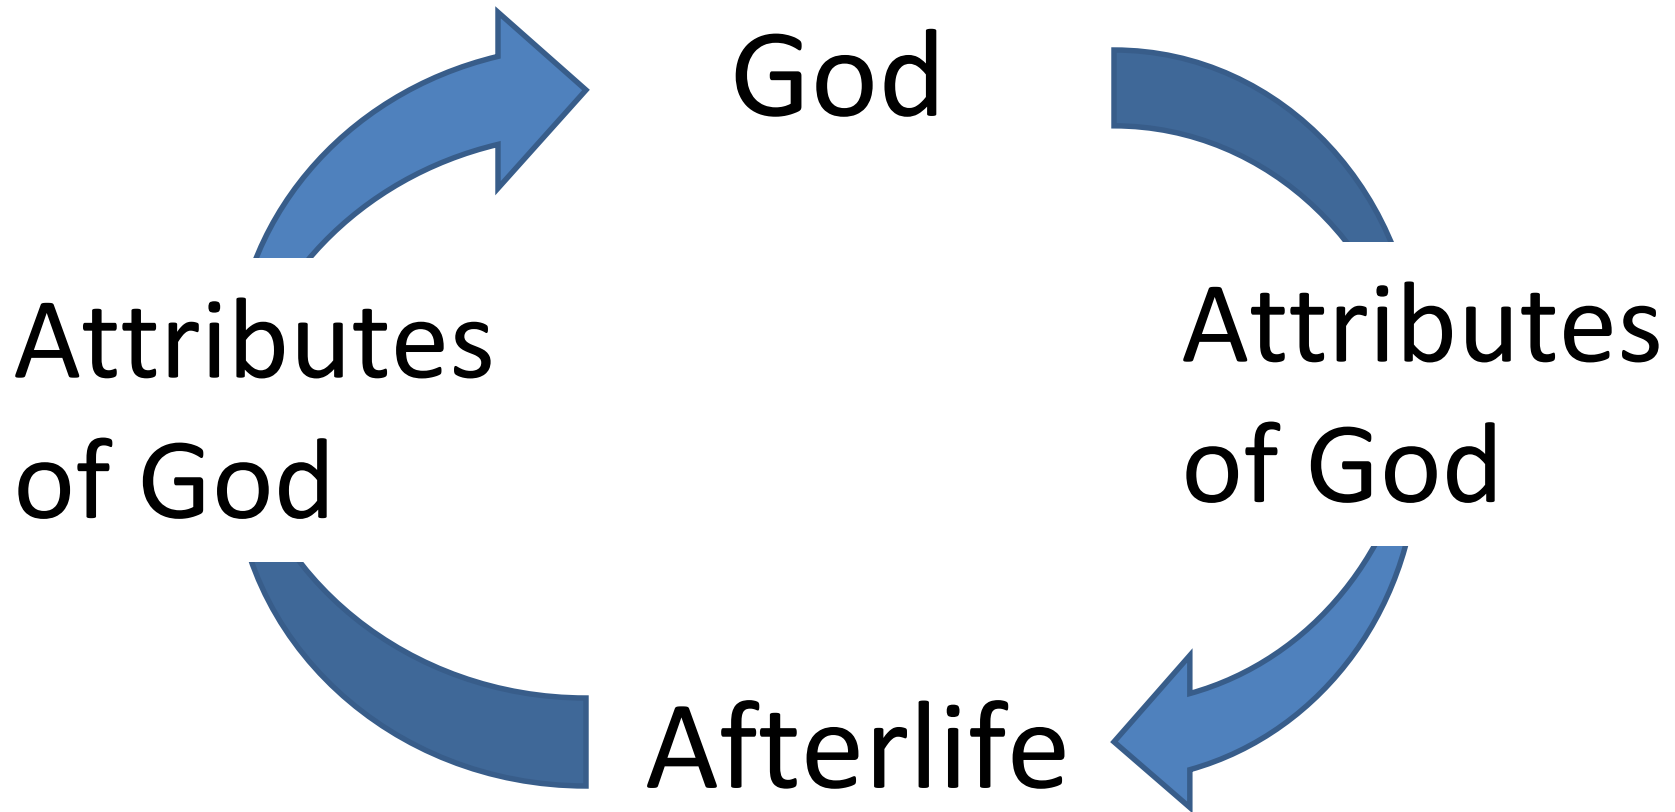 God
Attributes
of God
Afterlife
Attributes
of God